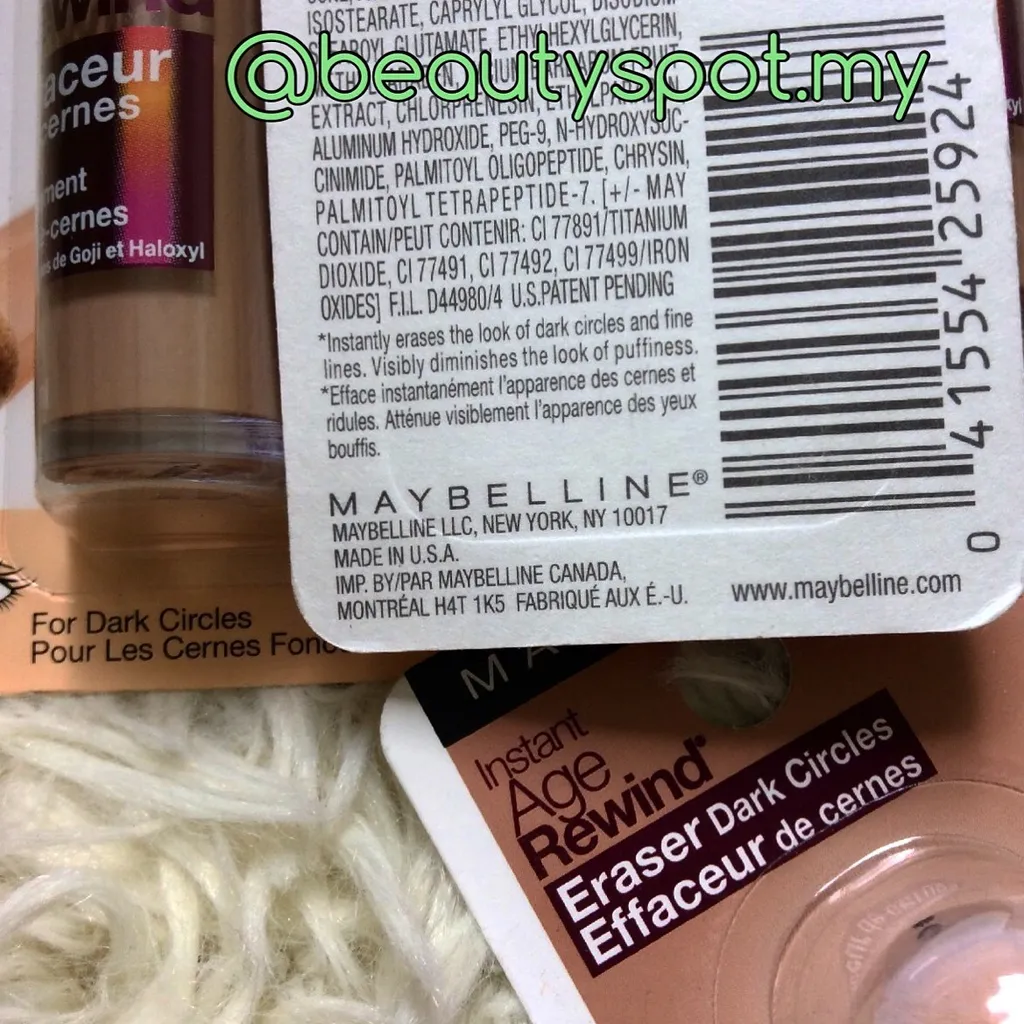 @beautyspot.my
wind
aceur
ernes
ment
-cernes
de Goji et Haloxyl
For Dark Circles
Pour Les Cernes
ISOSTEARATE, CAPRYLYL GLYCOL, DISODIUM
STEAROYL GLUTAMATE, ETHYLHEXYLGLYCERIN,
FRUIT
EXTRACT, CHLORPHENESIN,
ALUMINUM HYDROXIDE, PEG-9, N-HYDROXYSUC-
CINIMIDE, PALMITOYL OLIGOPEPTIDE, CHRYSIN,
PALMITOYL TETRAPEPTIDE-7. [+/- MAY
CONTAIN/PEUT CONTENIR: CI 77891/TITANIUM
DIOXIDE, CI 77491, CI 77492, CI 77499/IRON
OXIDES] F.I.L. D44980/4 U.S.PATENT PENDING
*Instantly erases the look of dark circles and fine
lines. Visibly diminishes the look of puffiness.
*Efface instantanément l'apparence des cernes et
ridules. Atténue visiblement l'apparence des yeux
bouffis.
MAYBELLINE®
MAYBELLINE LLC, NEW YORK, NY 10017
MADE IN U.S.A.
IMP. BY/PAR MAYBELLINE CANADA,
MONTRÉAL H4T 1K5 FABRIQUÉ AUX É.-U.
www.maybelline.com
41554 25924 0
MA
Instant
Age
Rewind®
Eraser Dark Circles
Effaceur de cernes